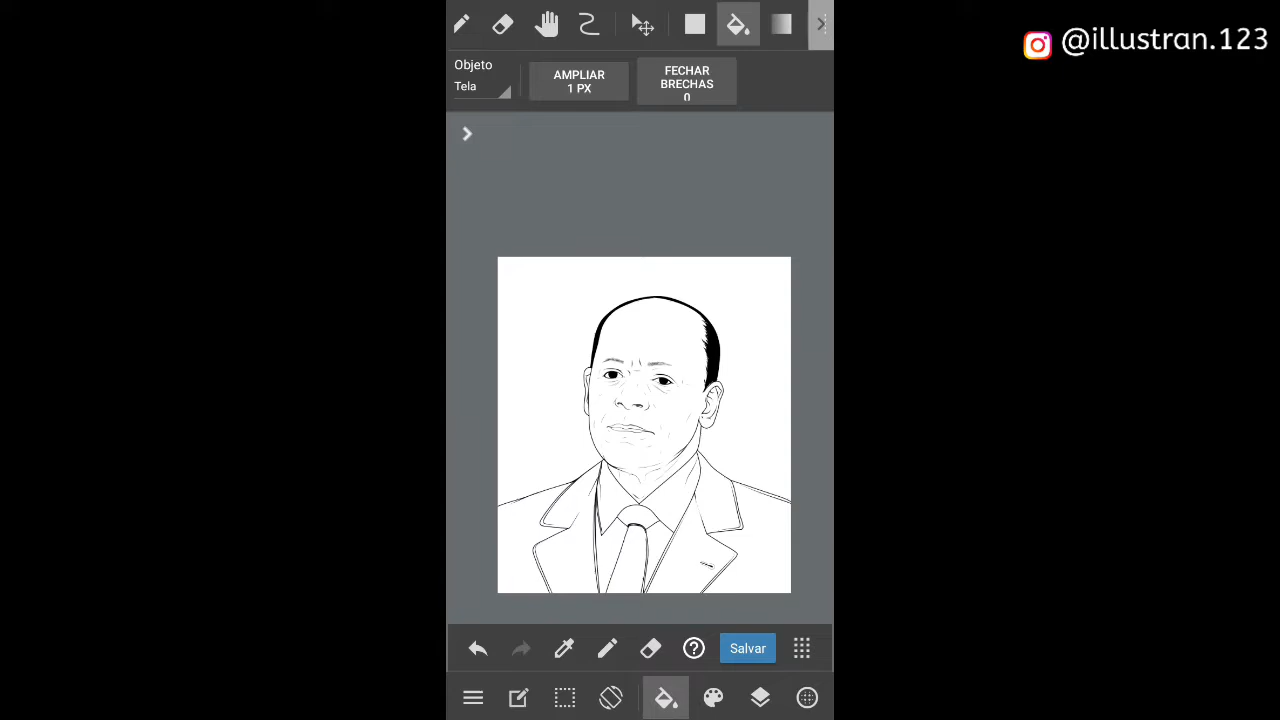 @illustran.123
Objeto
Tela
AMPLIAR
1 PX
FECHAR
BRECHAS
0
Salvar